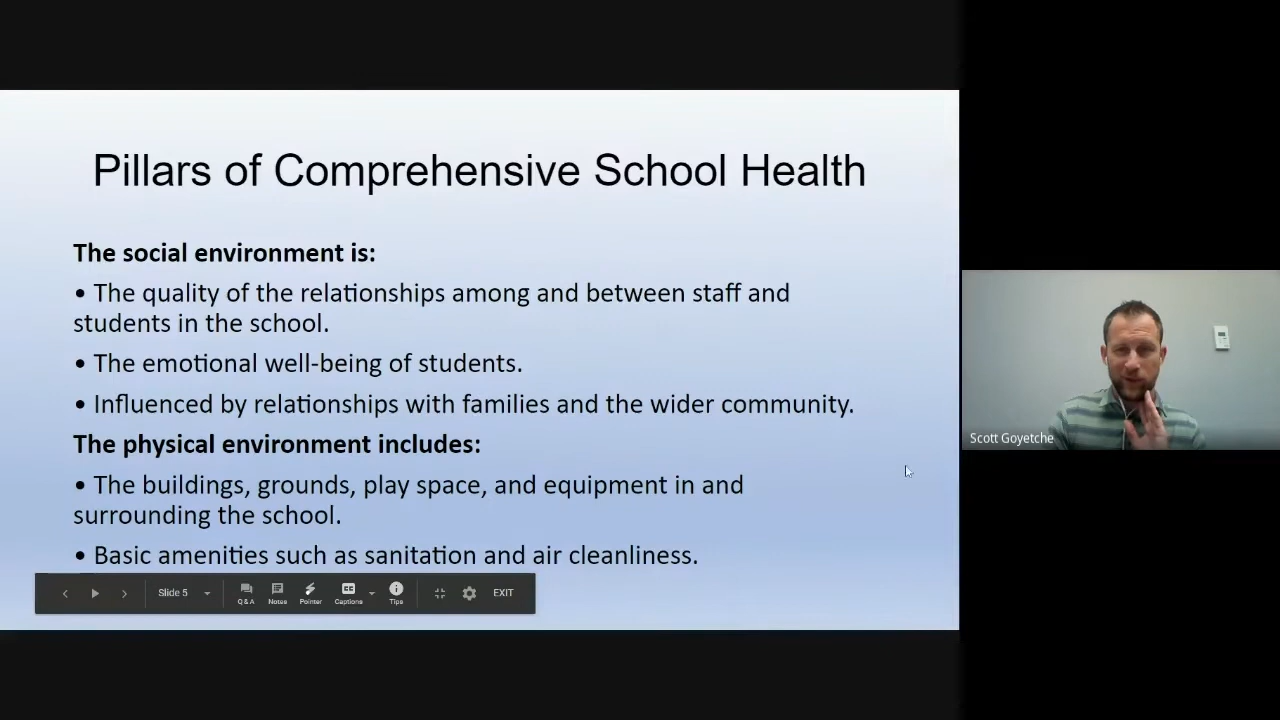 Pillars of Comprehensive School Health
The social environment is:
• The quality of the relationships among and between staff and
students in the school.
• The emotional well-being of students.
• Influenced by relationships with families and the wider community.
The physical environment includes:
• The buildings, grounds, play space, and equipment in and
surrounding the school.
• Basic amenities such as sanitation and air cleanliness.
Slide 5
Q & A
Notes
Pointer
CC
Captions
Tips
EXIT
Scott Goyetche